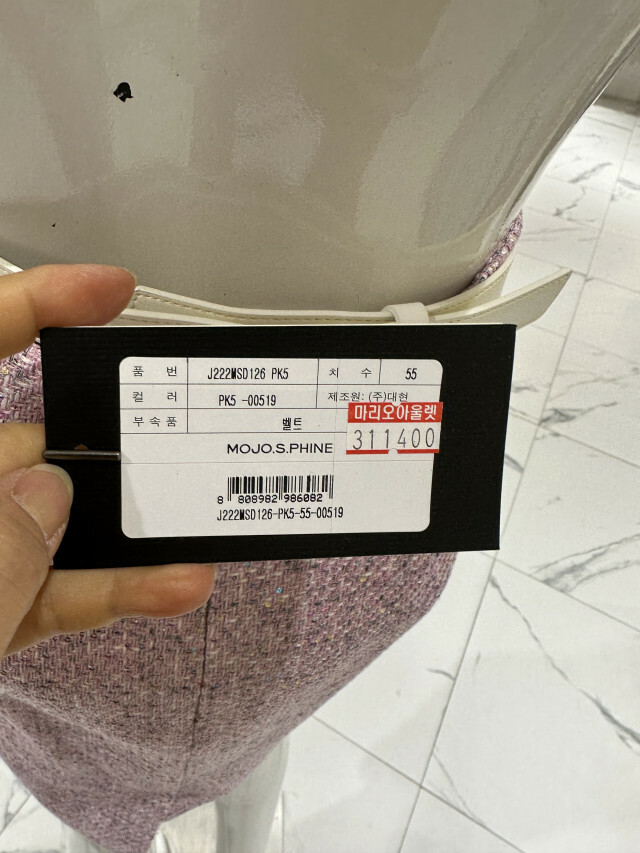 품 번 J222MSD126 PK5 치 수 55
컬 러 PK5 -00519 제조원: (주)대현
부속품 벨트
마리오아울렛
311400
MOJO.S.PHINE
8 808982 986082
J222MSD126-PK5-55-00519